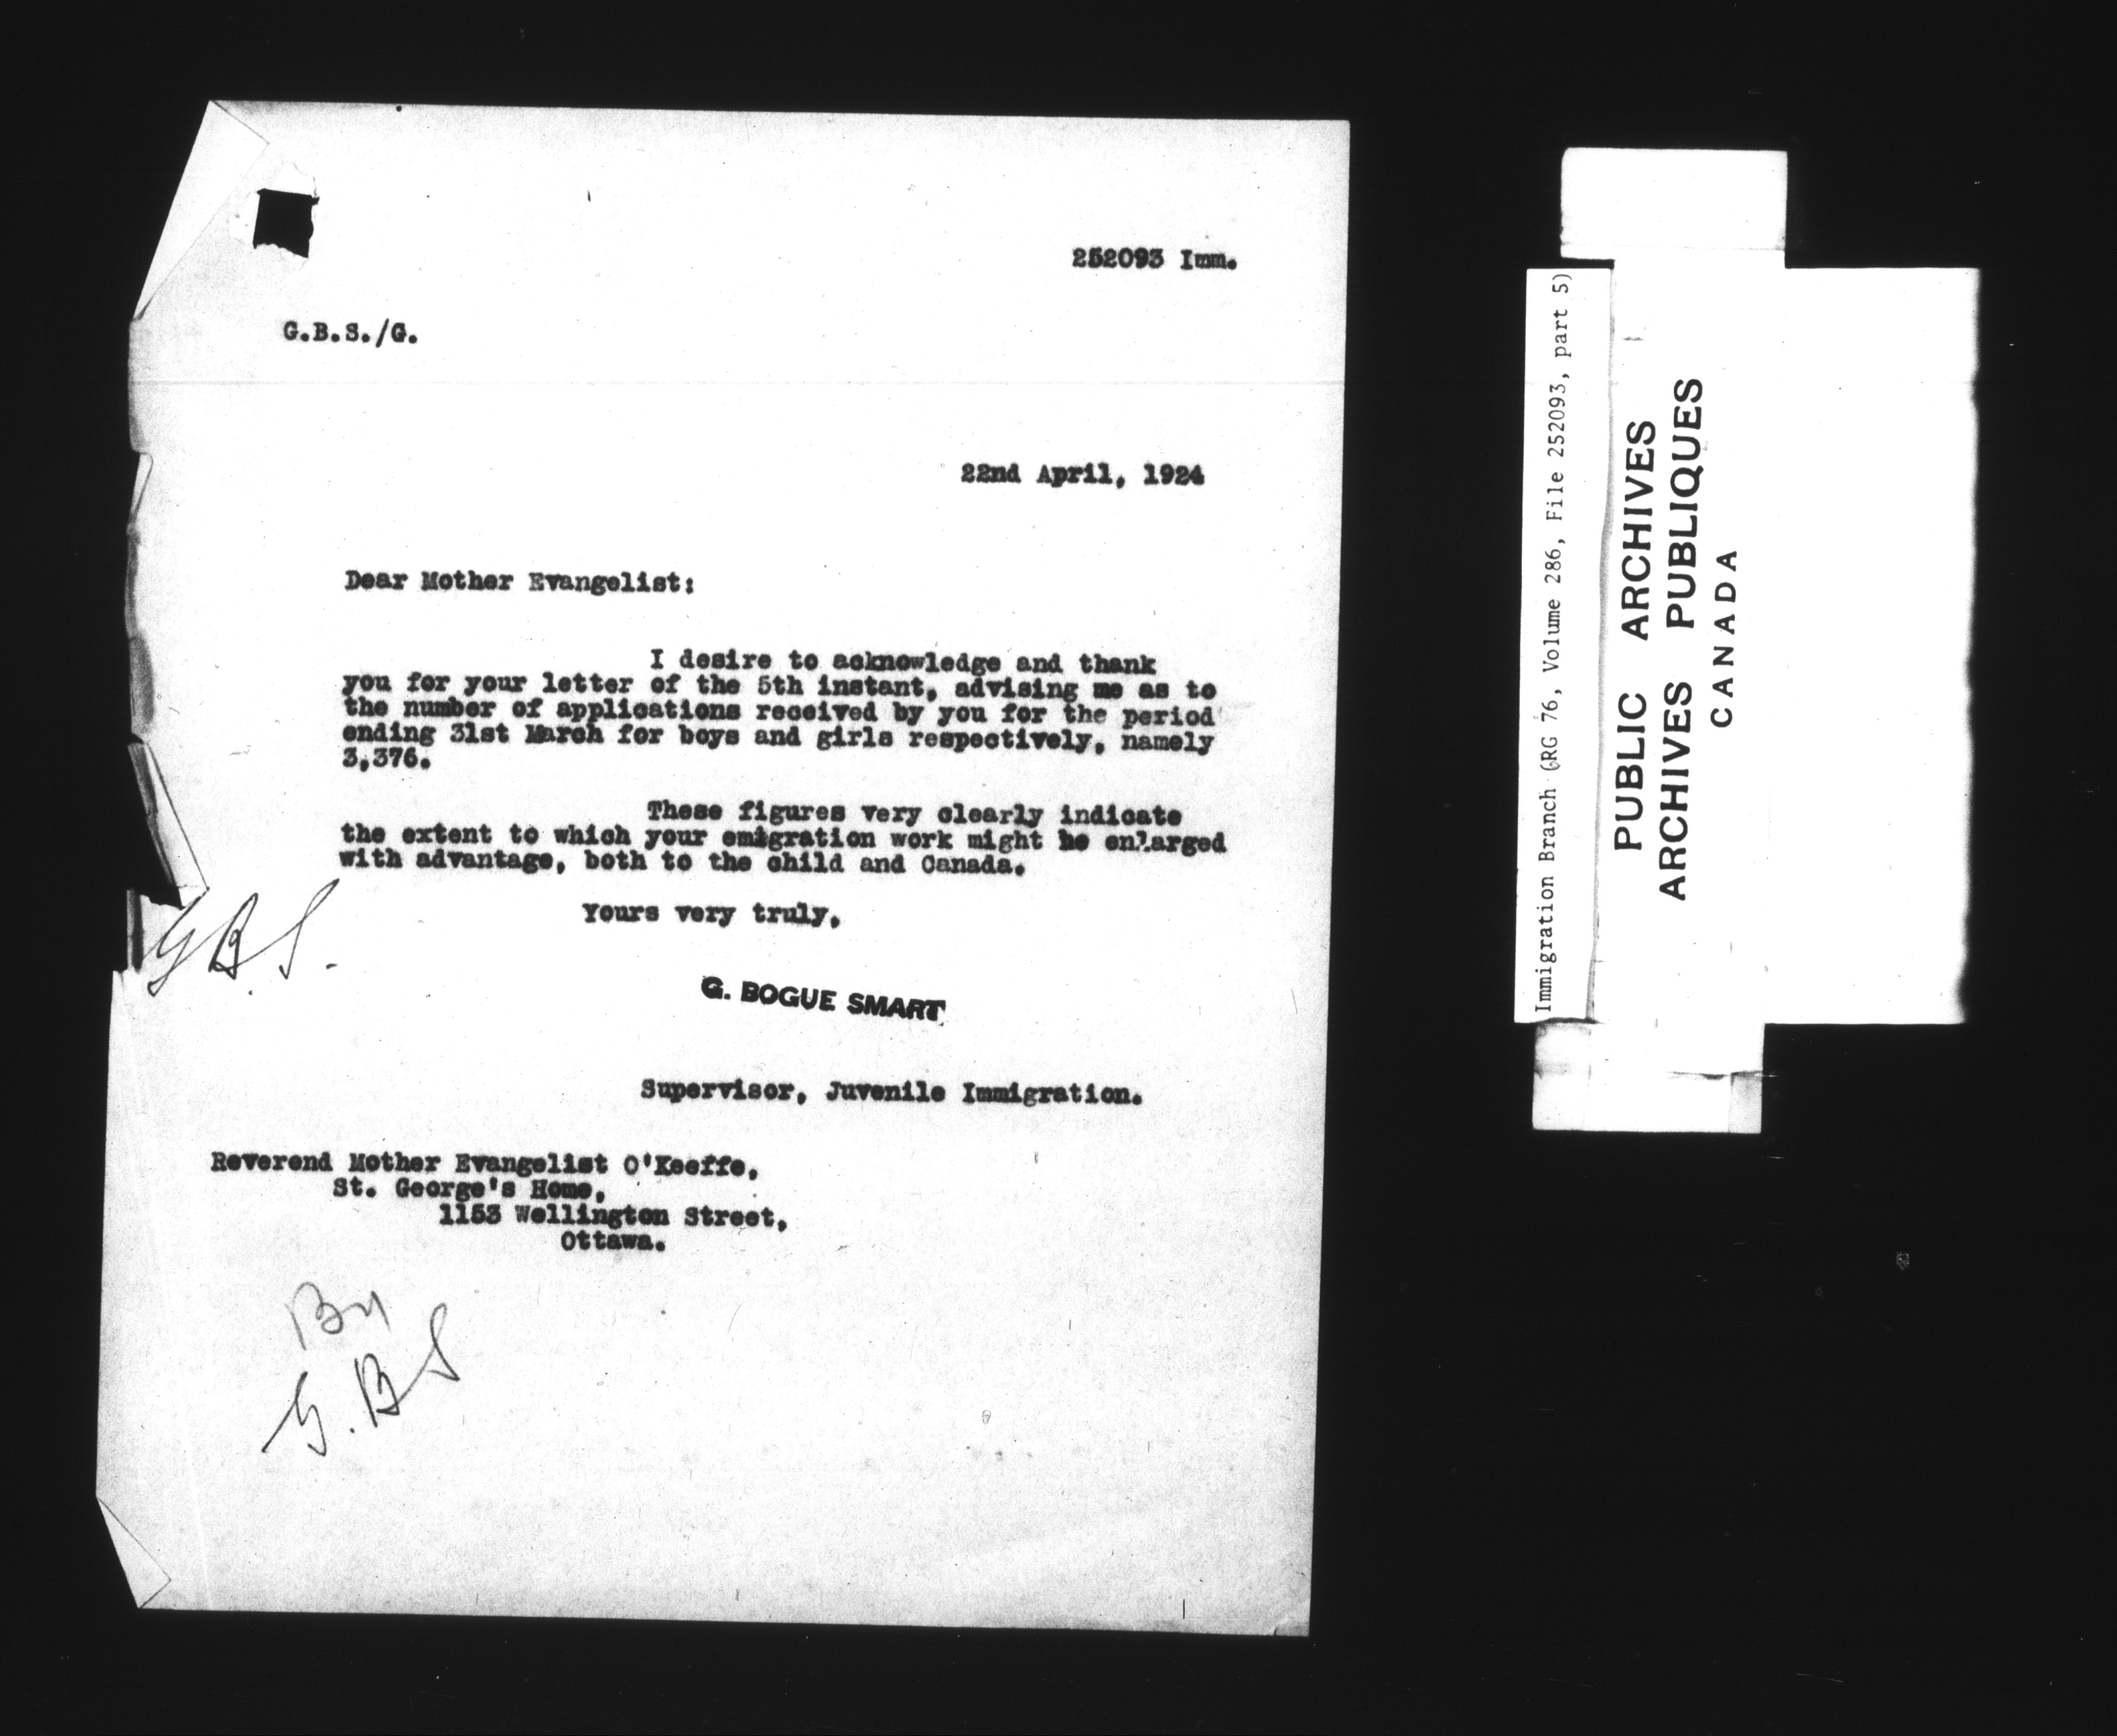 252093 Imm.
G.B.S./G.
22nd April, 1924
Dear Mother Evangelist:
I desire to acknowledge and thank
you for your letter of the 5th instant, advising me as to
the number of applications received by you for the period
ending 31st March for boys and girls respectively, namely
3,376.
These figures very clearly indicate
the extent to which your emigration work might be enlarged
with advantage, both to the child and Canada.
Yours very truly,
GBS.
G. BOGUE SMART
Supervisor, Juvenile Immigration.
Reverend Mother Evangelist O'Keeffe,
St. George's Home,
1153 Wellington Street,
Ottawa.
G.BS
Immigration Branch (RG 76, Volume 286, File 252093, part 5)
PUBLIC ARCHIVES
ARCHIVES PUBLIQUES
CANADA